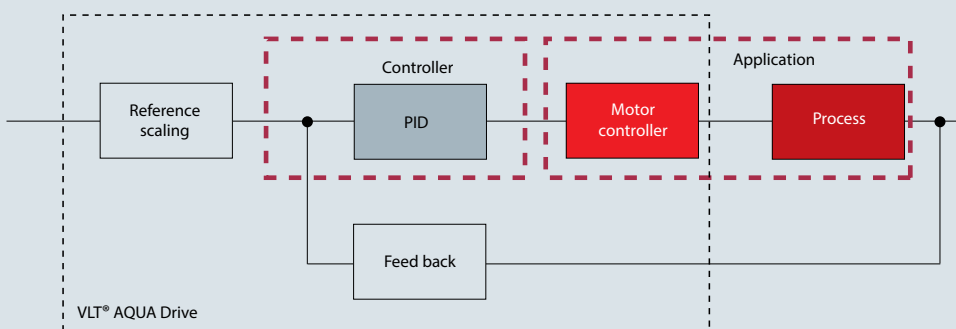 Controller
Application
Reference
scaling
PID
Motor
controller
Process
Feed back
VLT® AQUA Drive